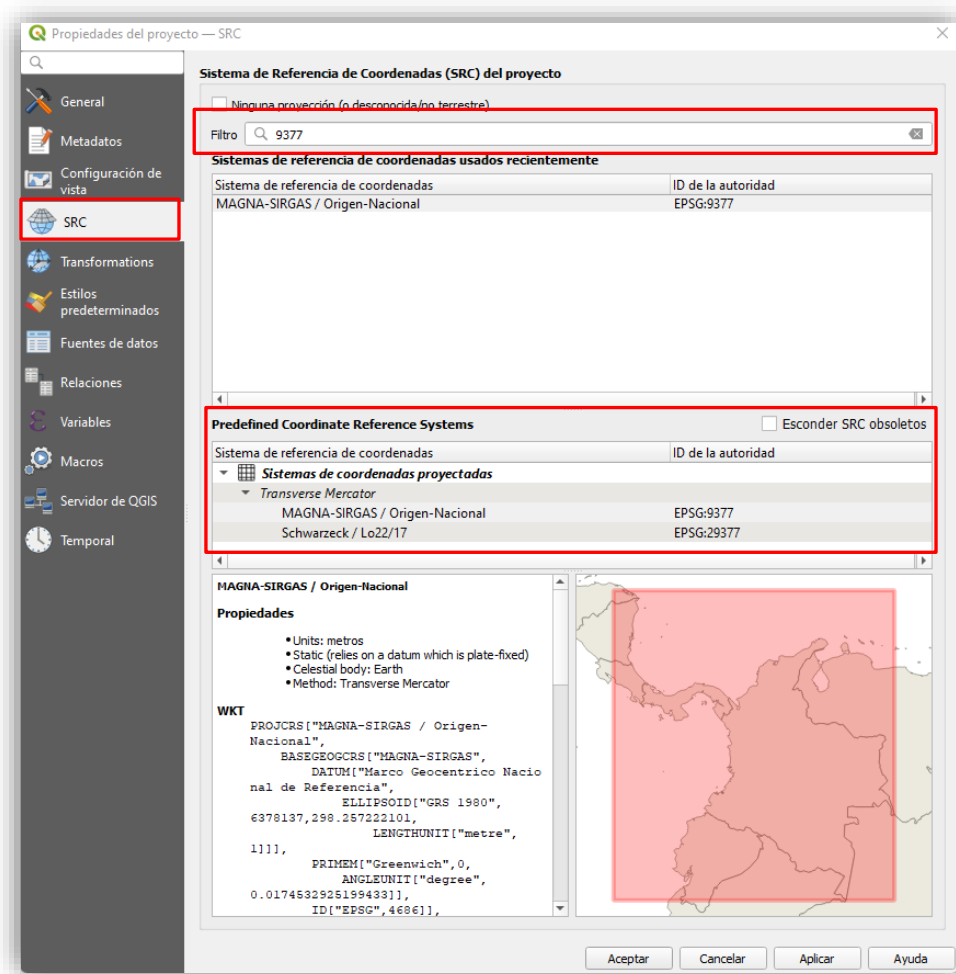 Propiedades del proyecto — SRC
General
Metadatos
Configuración de
vista
SRC
Transformations
Estilos
predeterminados
Fuentes de datos
Relaciones
Variables
Macros
Servidor de QGIS
Temporal
Sistema de Referencia de Coordenadas (SRC) del proyecto
Ninguna proyección (o desconocida/no terrestre)
Filtro 9377
Sistemas de referencia de coordenadas usados recientemente
Sistema de referencia de coordenadas ID de la autoridad
MAGNA-SIRGAS / Origen-Nacional EPSG:9377
Predefined Coordinate Reference Systems Esconder SRC obsoletos
Sistema de referencia de coordenadas ID de la autoridad
Sistemas de coordenadas proyectadas
Transverse Mercator
MAGNA-SIRGAS / Origen-Nacional EPSG:9377
Schwarzeck / Lo22/17 EPSG:29377
MAGNA-SIRGAS / Origen-Nacional
Propiedades
• Units: metros
• Static (relies on a datum which is plate-fixed)
• Celestial body: Earth
• Method: Transverse Mercator
WKT
PROJCRS["MAGNA-SIRGAS / Origen-
Nacional",
BASEGEOGCRS["MAGNA-SIRGAS",
DATUM["Marco Geocentrico Nacio
nal de Referencia",
ELLIPSOID["GRS 1980",
6378137,298.257222101,
LENGTHUNIT["metre",
1]]],
PRIMEM["Greenwich",0,
ANGLEUNIT["degree",
0.0174532925199433]],
ID["EPSG",4686]],
Aceptar Cancelar Aplicar Ayuda